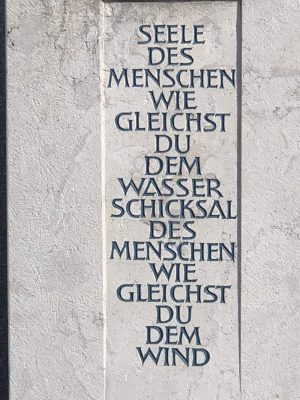 SEELE
DES
MENSCHEN
WIE
GLEICHST
DU
DEM
WASSER
SCHICKSAL
DES
MENSCHEN
WIE
GLEICHST
DU
DEM
WIND